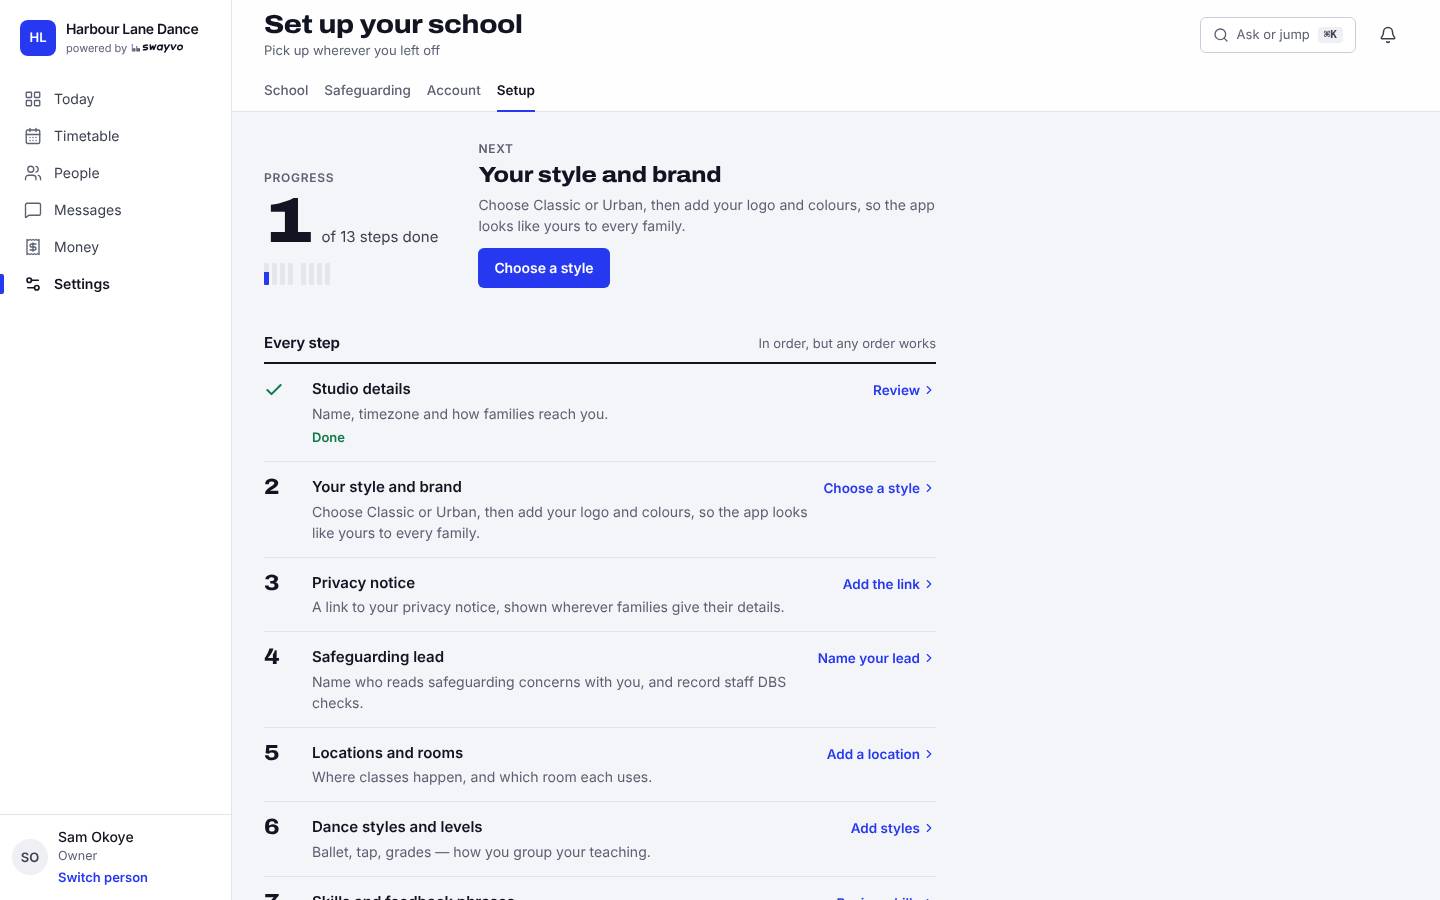 HL
Harbour Lane Dance
powered by swayvo
Today
Timetable
People
Messages
Money
Settings
SO
Sam Okoye
Owner
Switch person
Set up your school
Pick up wherever you left off
Ask or jump ⌘K
School Safeguarding Account Setup
PROGRESS
1 of 13 steps done
NEXT
Your style and brand
Choose Classic or Urban, then add your logo and colours, so the app
looks like yours to every family.
Choose a style
Every step In order, but any order works
Studio details Review
Name, timezone and how families reach you.
Done
2 Your style and brand Choose a style
Choose Classic or Urban, then add your logo and colours, so the app looks
like yours to every family.
3 Privacy notice Add the link
A link to your privacy notice, shown wherever families give their details.
4 Safeguarding lead Name your lead
Name who reads safeguarding concerns with you, and record staff DBS
checks.
5 Locations and rooms Add a location
Where classes happen, and which room each uses.
6 Dance styles and levels Add styles
Ballet, tap, grades — how you group your teaching.
7 Skills and feedback phrases